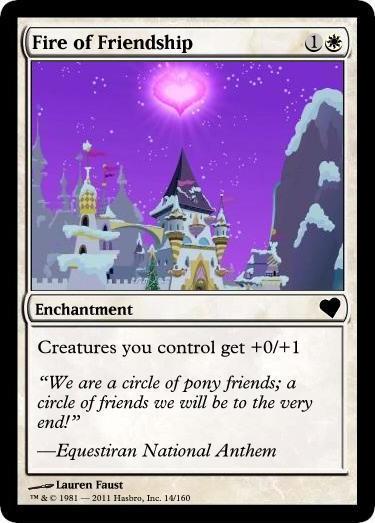 Fire of Friendship 1
Enchantment
Creatures you control get +0/+1
“We are a circle of pony friends; a
circle of friends we will be to the very
end!”
—Equestiran National Anthem
Lauren Faust
™ & © 1981 — 2011 Hasbro, Inc. 14/160